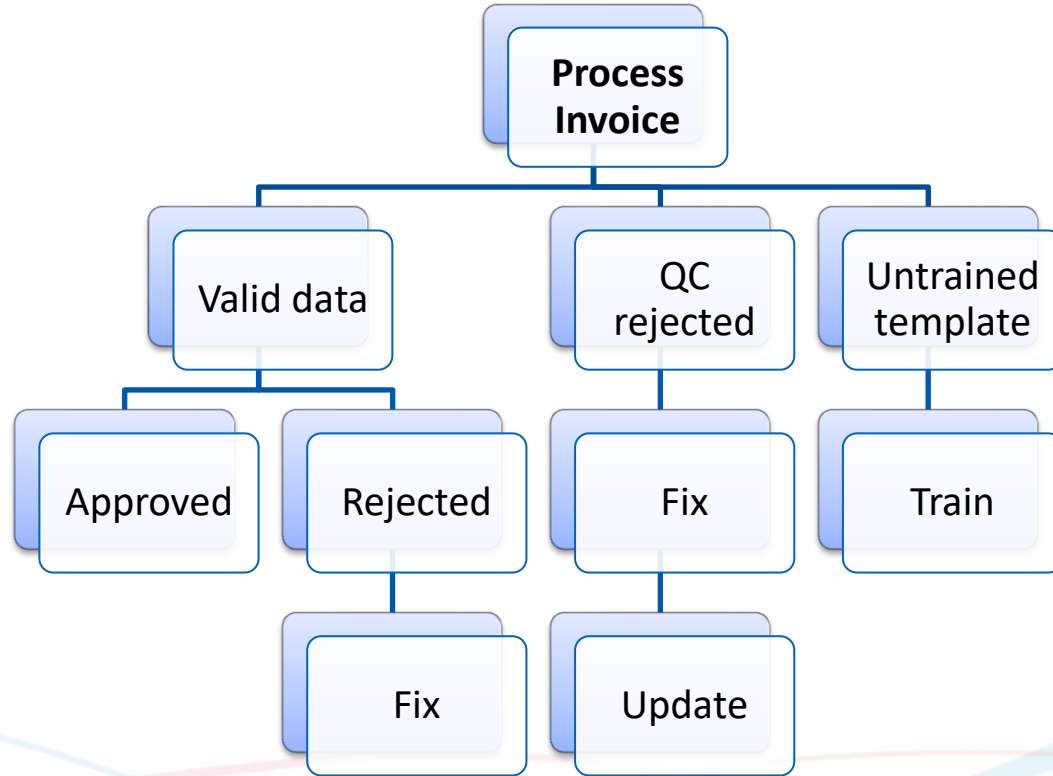 Process
Invoice
Valid data
QC
rejected
Untrained
template
Approved
Rejected
Fix
Train
Fix
Update